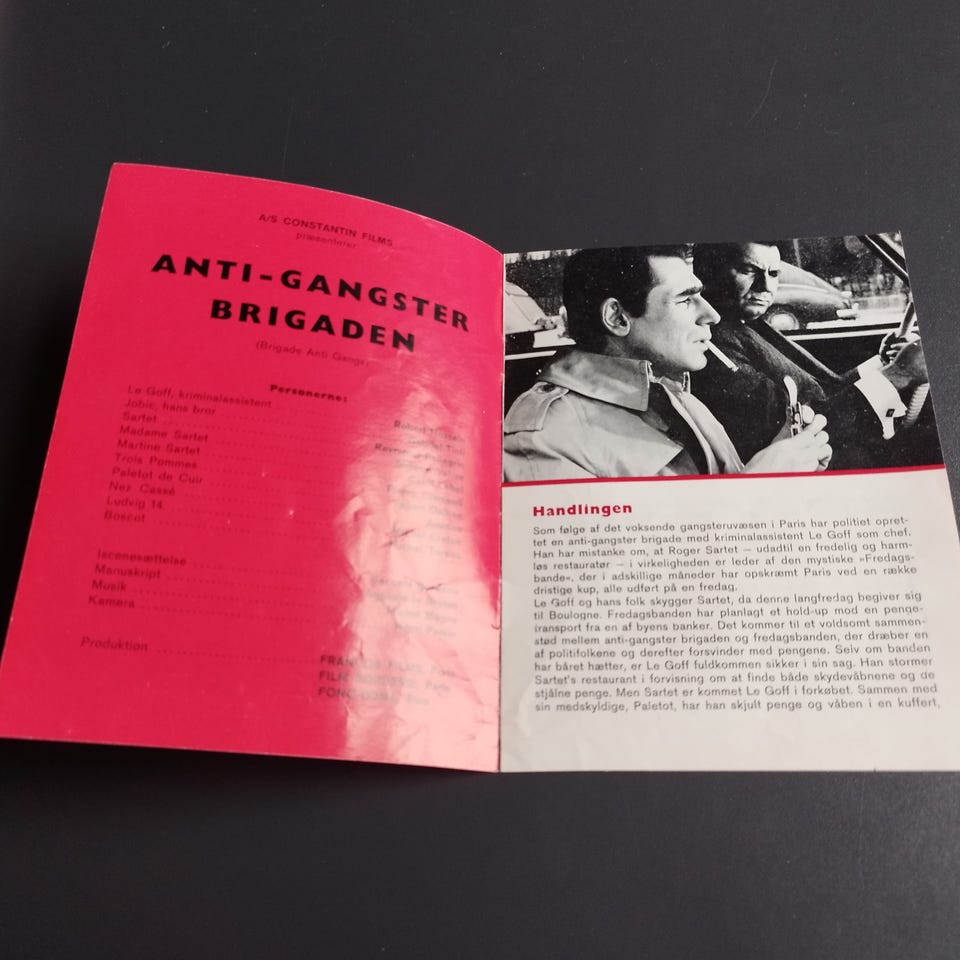 A/S CONSTANTIN FILMS
præsenterer
ANTI-GANGSTER
BRIGADEN
(Brigade Anti Gangs)
Personerne:
Le Goff, kriminalassistent
Jobic, hans bror
Sartet
Madame Sartet
Martine Sartet
Trois Pommes
Paletot de Cuir
Nez Cassé
Ludvig 14.
Boscot
Robert
Iscenesættelse
Manuskript
Musik
Kamera
Produktion
FILMS, Paris
FILM
Handlingen
Som følge af det voksende gangsteruvæsen i Paris har politiet opret-
tet en anti-gangster brigade med kriminalassistent Le Goff som chef.
Han har mistanke om, at Roger Sartet — udadtil en fredelig og harm-
løs restauratør — i virkeligheden er leder af den mystiske »Fredags-
bande«, der i adskillige måneder har opskræmt Paris ved en række
dristige kup, alle udført på en fredag.
Le Goff og hans folk skygger Sartet, da denne langfredag begiver sig
til Boulogne. Fredagsbanden har planlagt et hold-up mod en penge-
transport fra en af byens banker. Det kommer til et voldsomt sammen-
stød mellem anti-gangster brigaden og fredagsbanden, der dræber en
af politifolkene og derefter forsvinder med pengene. Selv om banden
har båret hætter, er Le Goff fuldkommen sikker i sin sag. Han stormer
Sartet's restaurant i forvisning om at finde både skydevåbnene og de
stjålne penge. Men Sartet er kommet Le Goff i forkøbet. Sammen med
sin medskyldige, Paletot, har han skjult penge og våben i en kuffert,